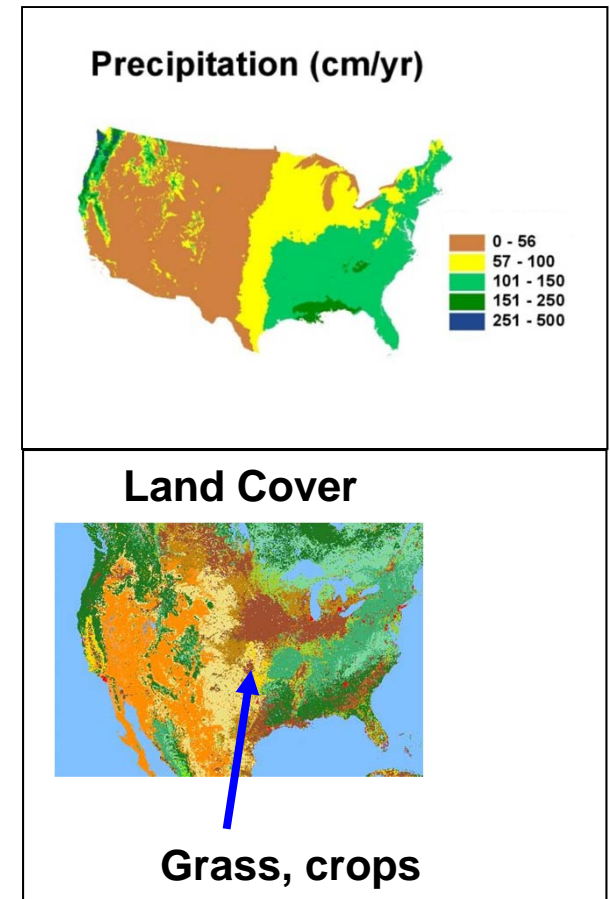 Precipitation (cm/yr)
0 - 56
57 - 100
101 - 150
151 - 250
251 - 500
Land Cover
Grass, crops